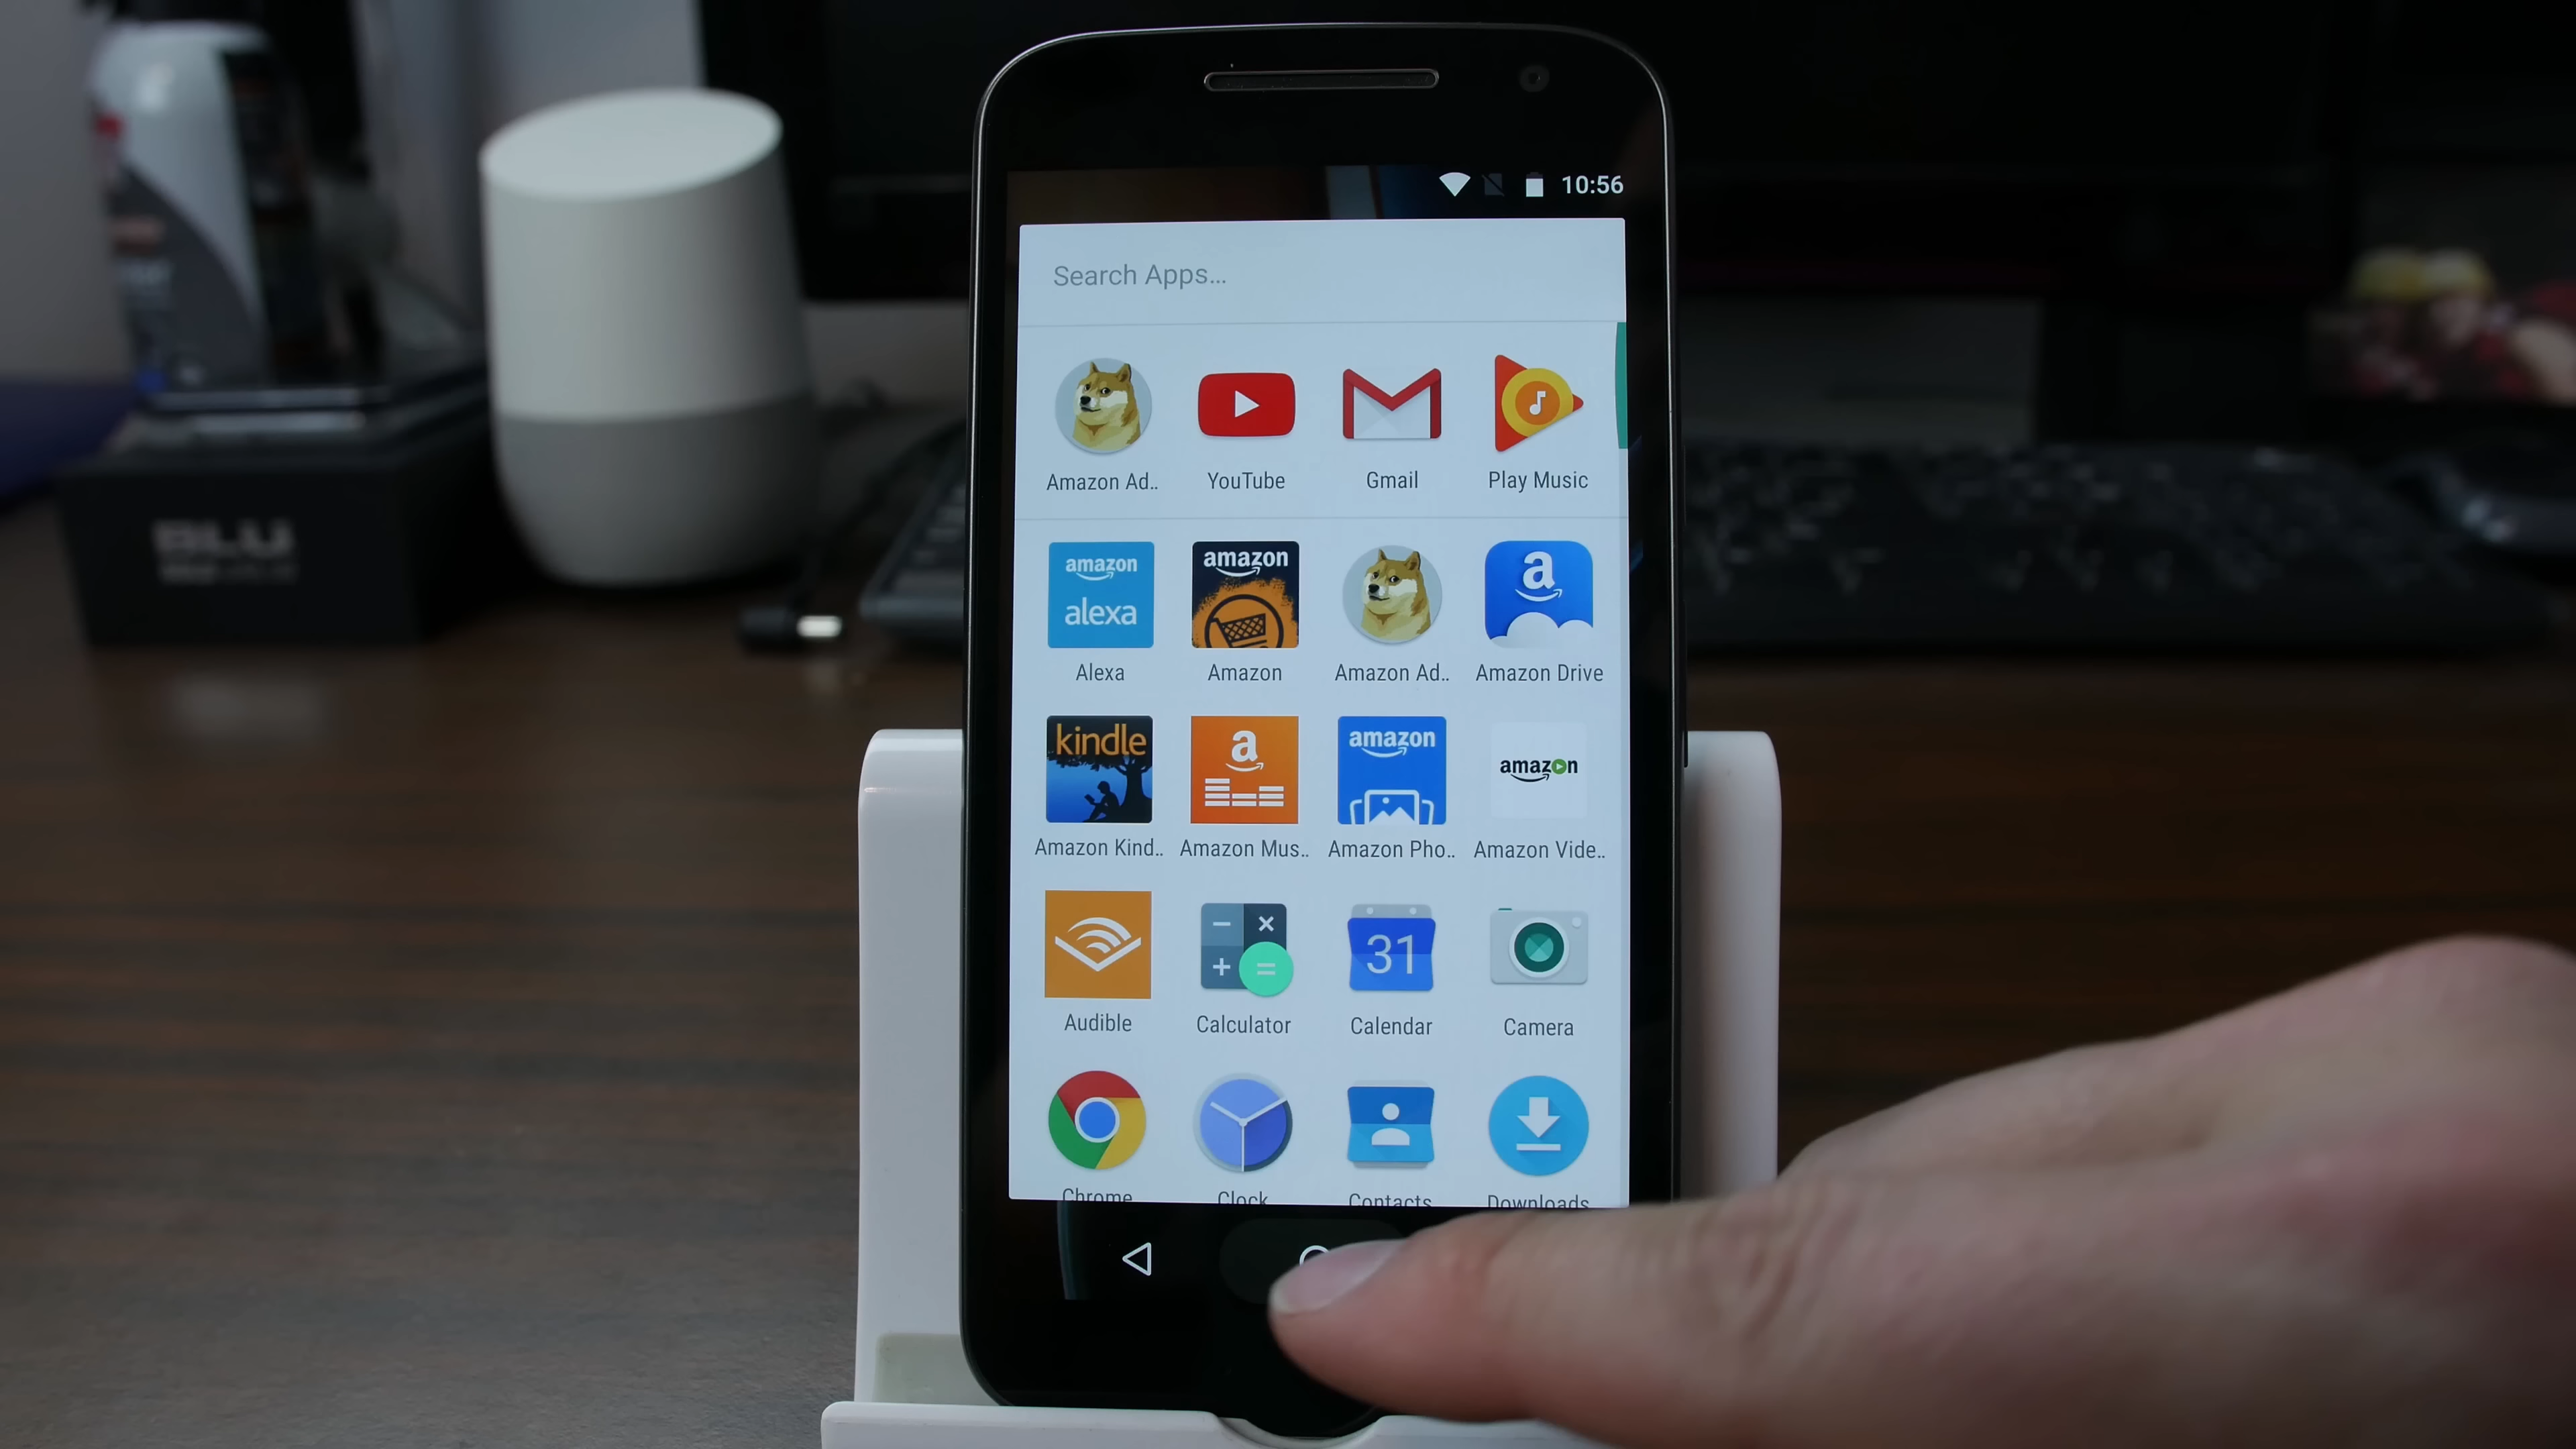 10:56
Search Apps...
Amazon Ad.. YouTube Gmail Play Music
amazon alexa amazon a
Alexa Amazon Amazon Ad.. Amazon Drive
kindle a amazon amazon
Amazon Kind.. Amazon Mus.. Amazon Pho.. Amazon Vide..
31
Audible Calculator Calendar Camera
Chrome Clock Contacts Downloads
BLU